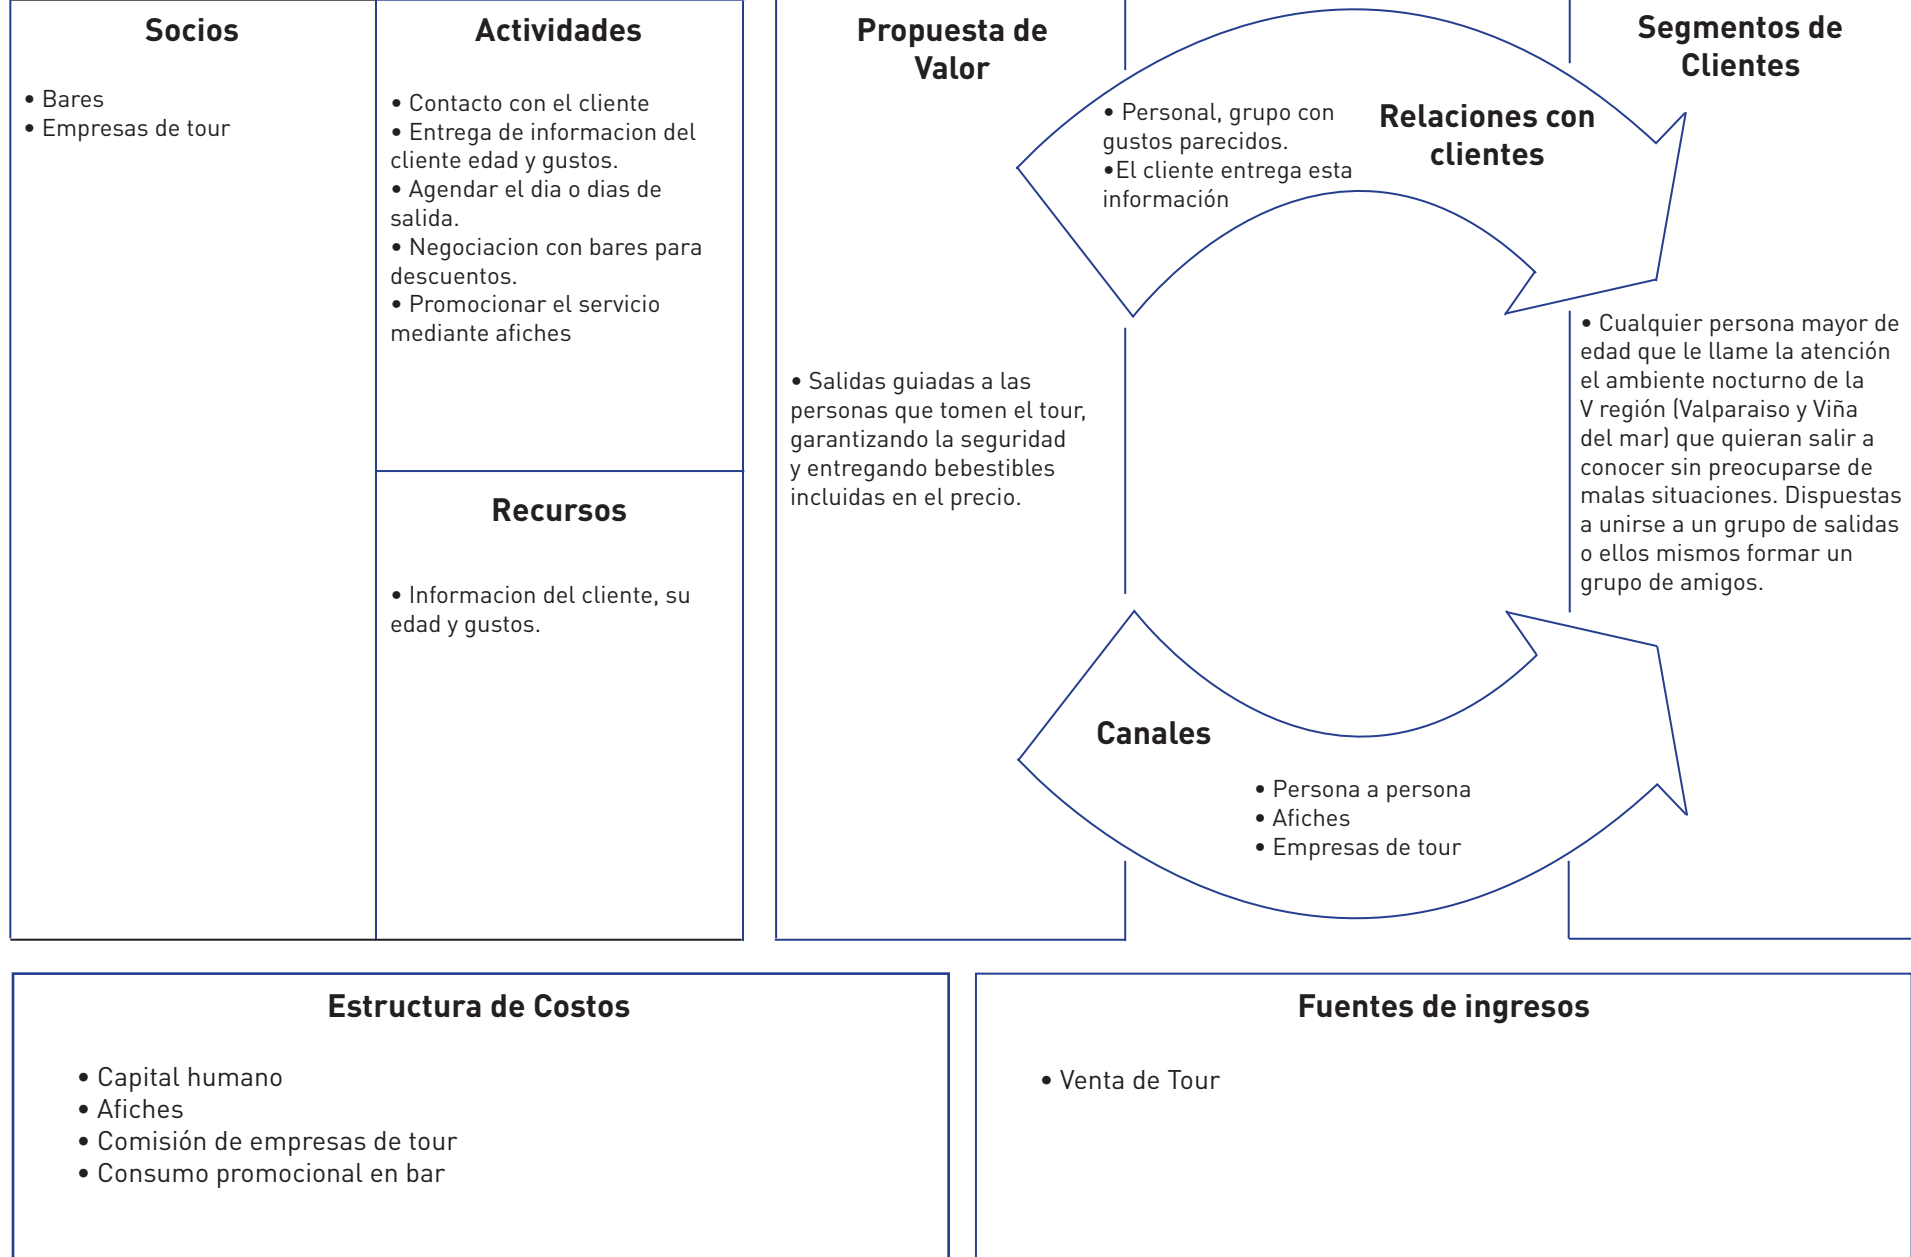 Socios
• Bares
• Empresas de tour
Actividades
• Contacto con el cliente
• Entrega de informacion del
cliente edad y gustos.
• Agendar el dia o dias de
salida.
• Negociacion con bares para
descuentos.
• Promocionar el servicio
mediante afiches
Recursos
• Informacion del cliente, su
edad y gustos.
Propuesta de
Valor
• Salidas guiadas a las
personas que tomen el tour,
garantizando la seguridad
y entregando bebestibles
incluidas en el precio.
Relaciones con
clientes
• Personal, grupo con
gustos parecidos.
•El cliente entrega esta
información
Canales
• Persona a persona
• Afiches
• Empresas de tour
Segmentos de
Clientes
• Cualquier persona mayor de
edad que le llame la atención
el ambiente nocturno de la
V región (Valparaiso y Viña
del mar) que quieran salir a
conocer sin preocuparse de
malas situaciones. Dispuestas
a unirse a un grupo de salidas
o ellos mismos formar un
grupo de amigos.
Estructura de Costos
• Capital humano
• Afiches
• Comisión de empresas de tour
• Consumo promocional en bar
Fuentes de ingresos
• Venta de Tour